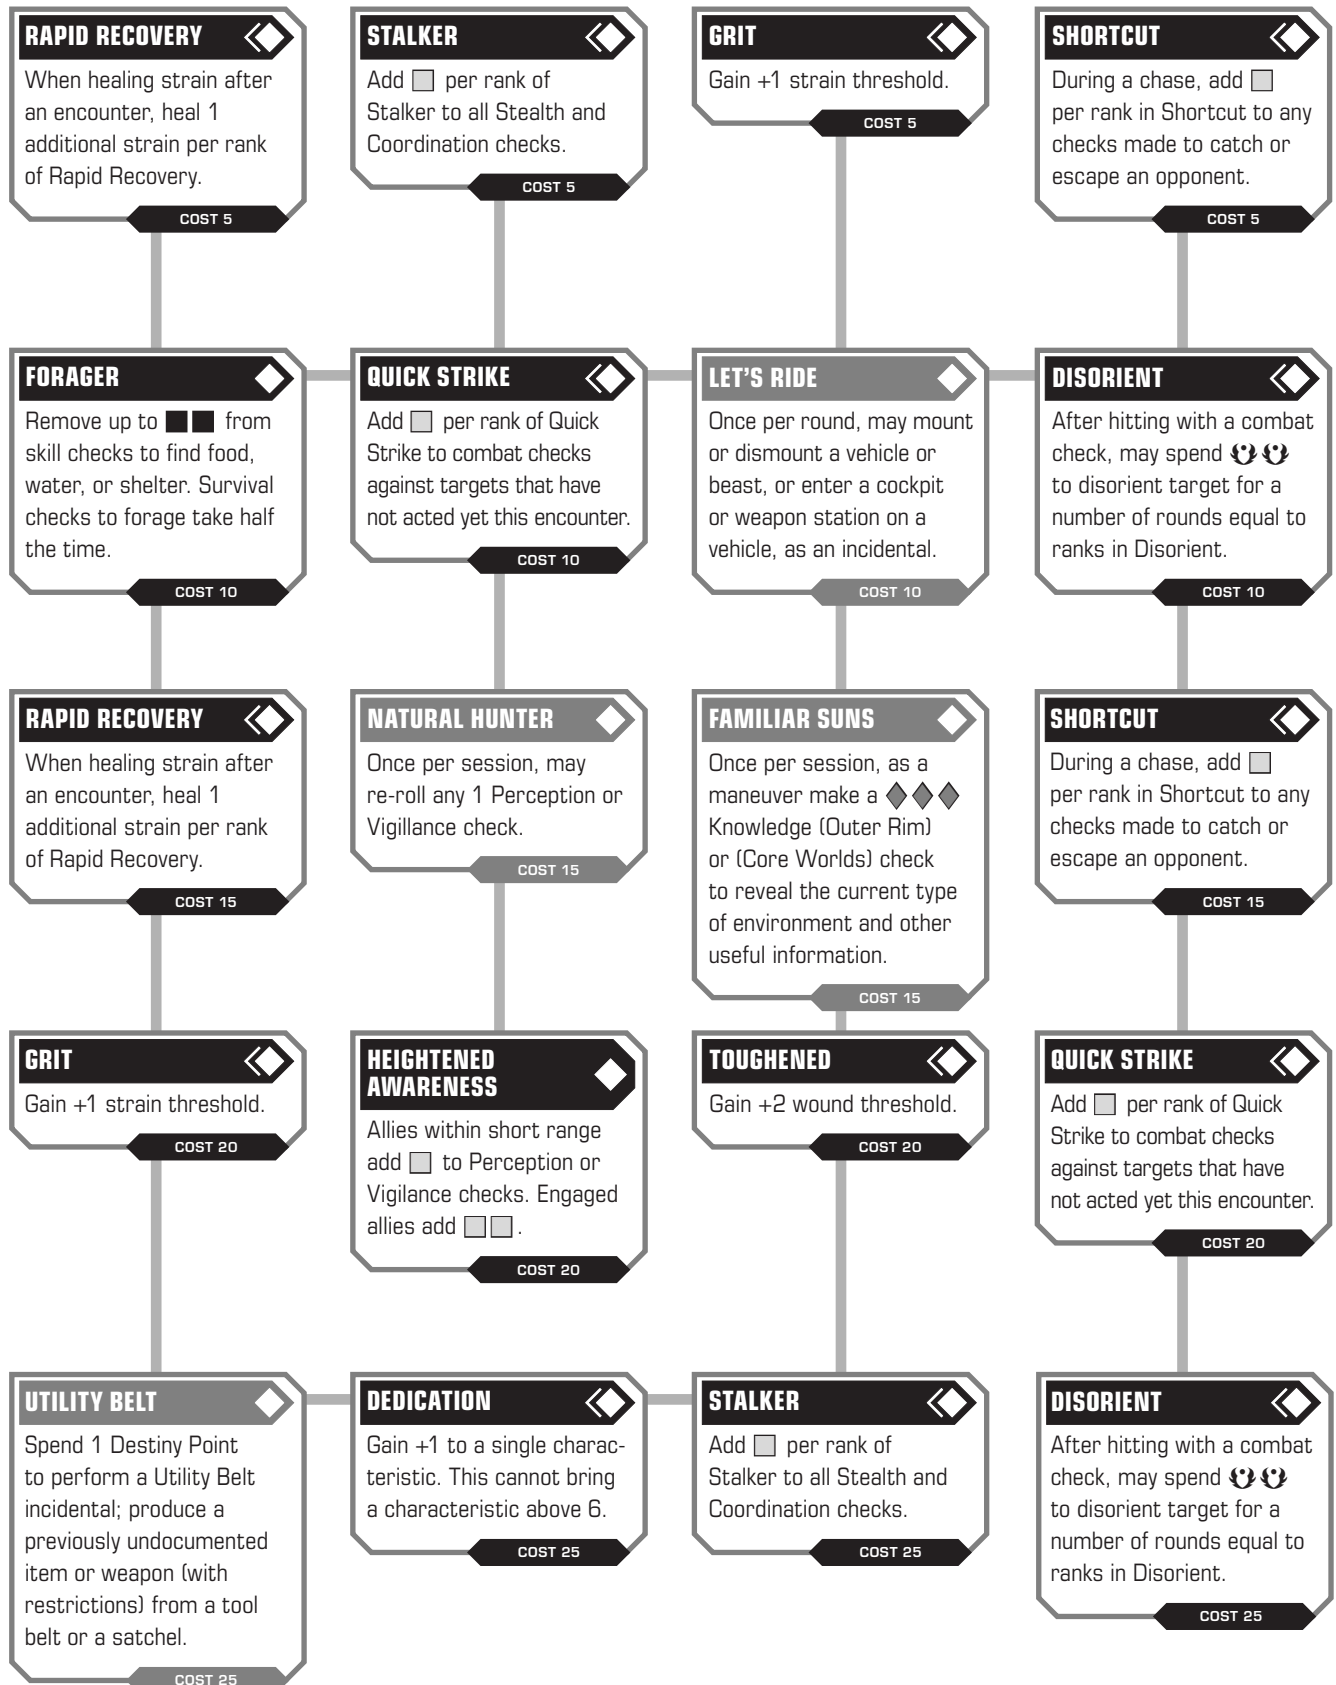 RAPID RECOVERY
When healing strain after
an encounter, heal 1
additional strain per rank
of Rapid Recovery.
COST 5
STALKER
Add per rank of
Stalker to all Stealth and
Coordination checks.
COST 5
GRIT
Gain +1 strain threshold.
COST 5
SHORTCUT
During a chase, add
per rank in Shortcut to any
checks made to catch or
escape an opponent.
COST 5
FORAGER
Remove up to from
skill checks to find food,
water, or shelter. Survival
checks to forage take half
the time.
COST 10
QUICK STRIKE
Add per rank of Quick
Strike to combat checks
against targets that have
not acted yet this encounter.
COST 10
LET'S RIDE
Once per round, may mount
or dismount a vehicle or
beast, or enter a cockpit
or weapon station on a
vehicle, as an incidental.
COST 10
DISORIENT
After hitting with a combat
check, may spend
to disorient target for a
number of rounds equal to
ranks in Disorient.
COST 10
RAPID RECOVERY
When healing strain after
an encounter, heal 1
additional strain per rank
of Rapid Recovery.
COST 15
NATURAL HUNTER
Once per session, may
re-roll any 1 Perception or
Vigillance check.
COST 15
FAMILIAR SUNS
Once per session, as a
maneuver make a
Knowledge (Outer Rim)
or (Core Worlds) check
to reveal the current type
of environment and other
useful information.
COST 15
SHORTCUT
During a chase, add
per rank in Shortcut to any
checks made to catch or
escape an opponent.
COST 15
GRIT
Gain +1 strain threshold.
COST 20
HEIGHTENED
AWARENESS
Allies within short range
add to Perception or
Vigilance checks. Engaged
allies add .
COST 20
TOUGHENED
Gain +2 wound threshold.
COST 20
QUICK STRIKE
Add per rank of Quick
Strike to combat checks
against targets that have
not acted yet this encounter.
COST 20
UTILITY BELT
Spend 1 Destiny Point
to perform a Utility Belt
incidental; produce a
previously undocumented
item or weapon (with
restrictions) from a tool
belt or a satchel.
COST 25
DEDICATION
Gain +1 to a single charac-
teristic. This cannot bring
a characteristic above 6.
COST 25
STALKER
Add per rank of
Stalker to all Stealth and
Coordination checks.
COST 25
DISORIENT
After hitting with a combat
check, may spend
to disorient target for a
number of rounds equal to
ranks in Disorient.
COST 25